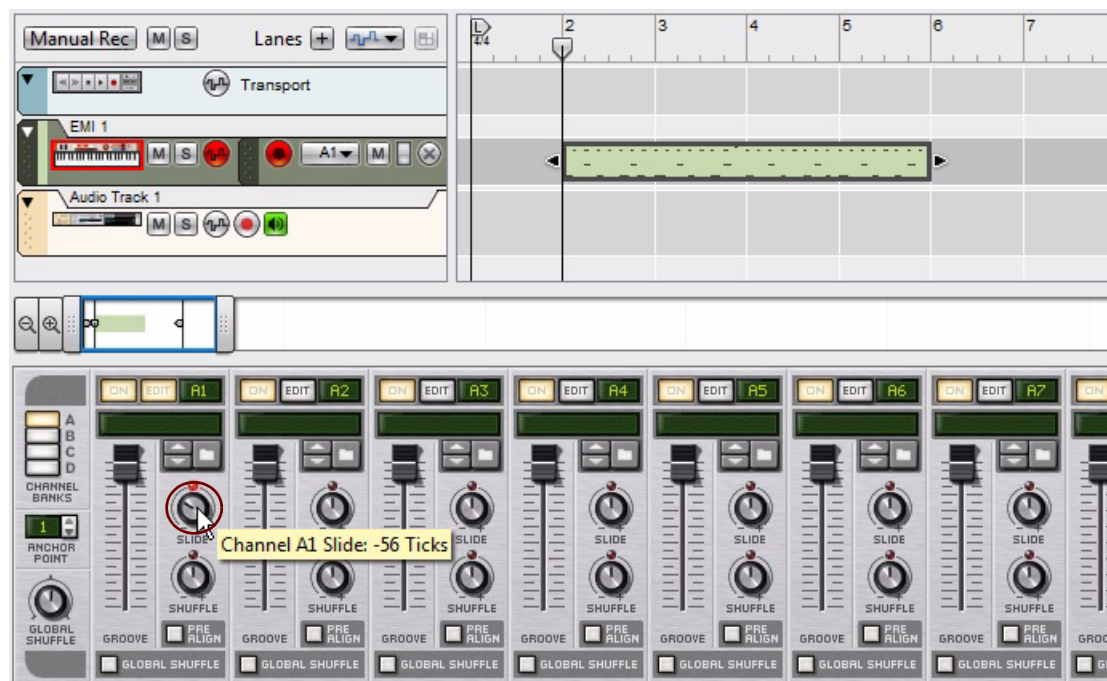 Manual Rec M S Lanes + 2 3 4 5 6 7
4/4
L
Transport
EMI 1
M S A1 M
Audio Track 1
M S
ON EDIT A1 ON EDIT A2 ON EDIT A3 ON EDIT A4 ON EDIT A5 ON EDIT A6 ON EDIT A7 ON
A
B
C
D
CHANNEL
BANKS
1
ANCHOR
POINT
SLIDE SLIDE SLIDE SLIDE SLIDE SLIDE
Channel A1 Slide: -56 Ticks
SHUFFLE SHUFFLE SHUFFLE SHUFFLE SHUFFLE SHUFFLE
GLOBAL
SHUFFLE
GROOVE PRE ALIGN GROOVE PRE ALIGN GROOVE PRE ALIGN GROOVE PRE ALIGN GROOVE PRE ALIGN GROOVE PRE ALIGN GROOVE PRE ALIGN GROO
GLOBAL SHUFFLE GLOBAL SHUFFLE GLOBAL SHUFFLE GLOBAL SHUFFLE GLOBAL SHUFFLE GLOBAL SHUFFLE GLOBAL SHUFFLE G